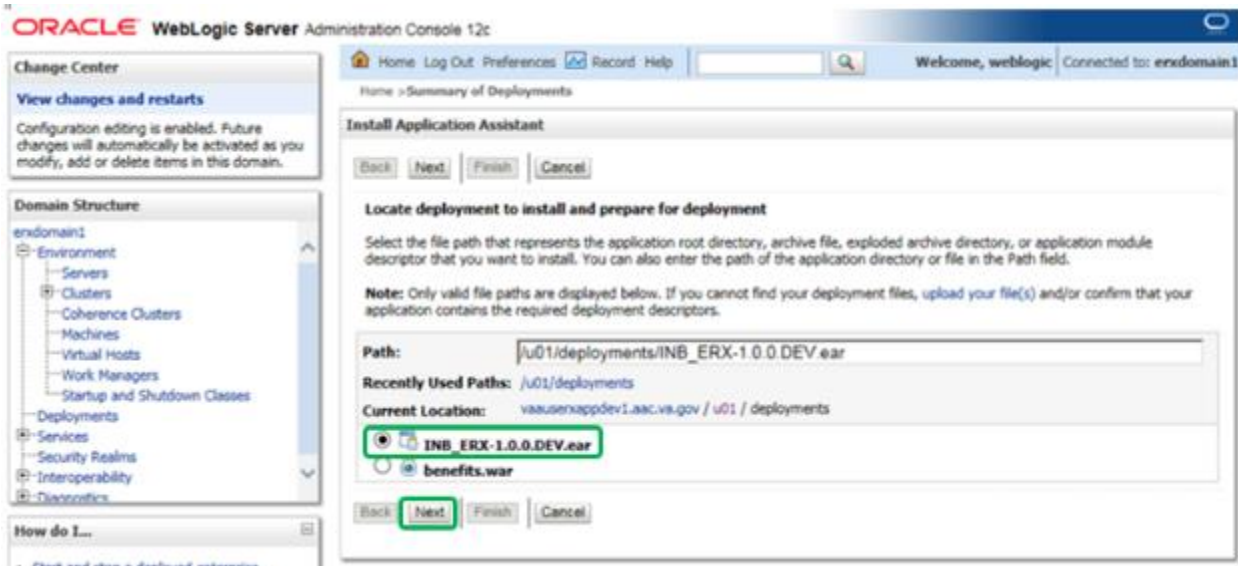 ORACLE WebLogic Server Administration Console 12c
Change Center
View changes and restarts
Configuration editing is enabled. Future
changes will automatically be activated as you
modify, add or delete items in this domain.
Domain Structure
erxdomain1
Environment
Servers
Clusters
Coherence Clusters
Machines
Virtual Hosts
Work Managers
Startup and Shutdown Classes
Deployments
Services
Security Realms
Interoperability
Diagnostics
How do I...
Start and stop a deployed enterprise
Home Log Out Preferences Record Help
Welcome, weblogic Connected to: erxdomain1
Home >Summary of Deployments
Install Application Assistant
Back Next Finish Cancel
Locate deployment to install and prepare for deployment
Select the file path that represents the application root directory, archive file, exploded archive directory, or application module
descriptor that you want to install. You can also enter the path of the application directory or file in the Path field.
Note: Only valid file paths are displayed below. If you cannot find your deployment files, upload your file(s) and/or confirm that your
application contains the required deployment descriptors.
Path: /u01/deployments/INB_ERX-1.0.0.DEV.ear
Recently Used Paths: /u01/deployments
Current Location: vaauserxappdev1.aac.va.gov / u01 / deployments
INB_ERX-1.0.0.DEV.ear
benefits.war
Back Next Finish Cancel